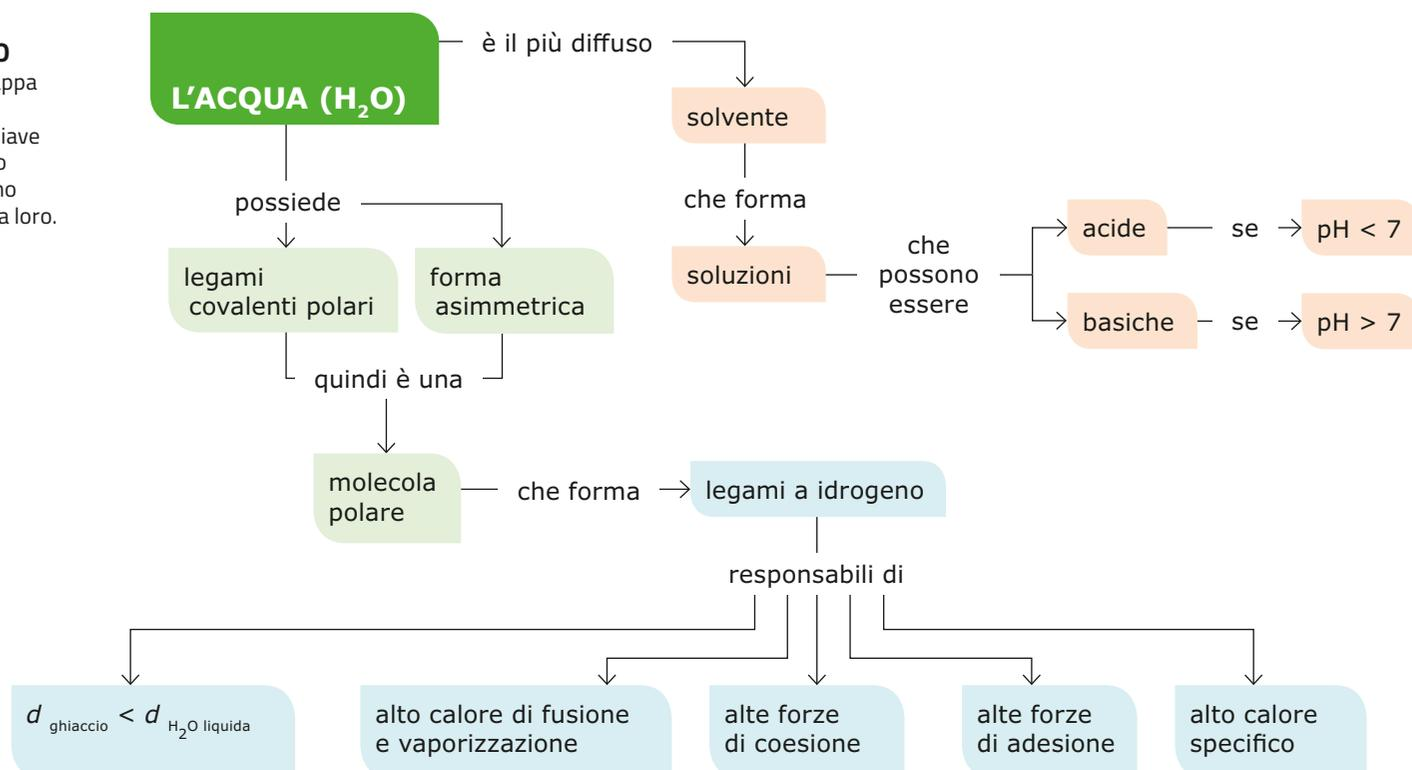 L’ACQUA (H₂O)
è il più diffuso
solvente
che forma
soluzioni
che
possono
essere
acide
se
pH < 7
basiche
se
pH > 7
possiede
legami
covalenti polari
forma
asimmetrica
quindi è una
molecola
polare
che forma
legami a idrogeno
responsabili di
d ghiaccio < d H₂O liquida
alto calore di fusione
e vaporizzazione
alte forze
di coesione
alte forze
di adesione
alto calore
specifico
a loro.